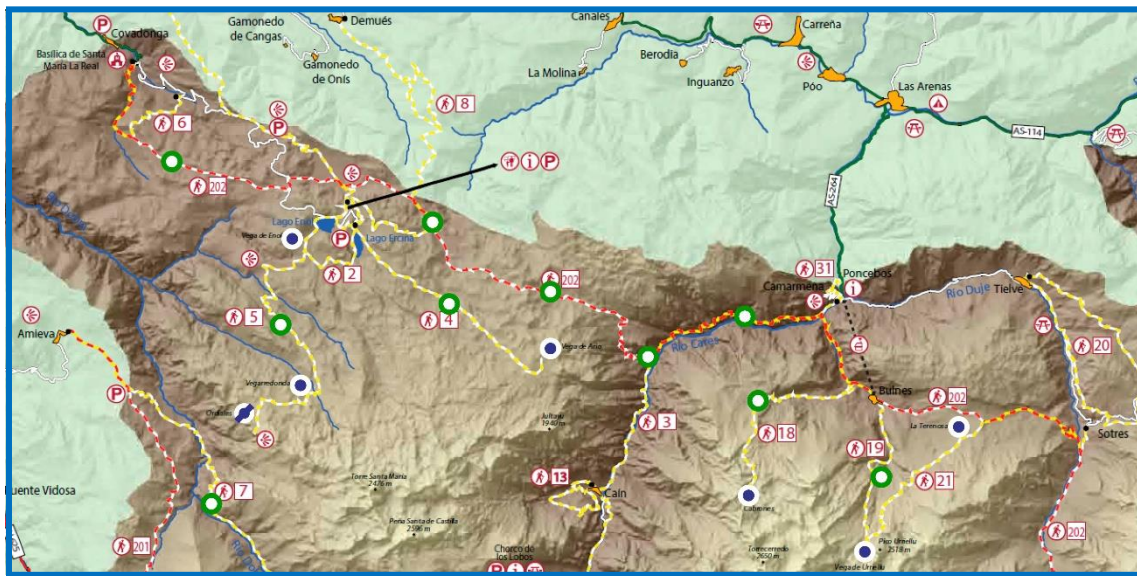 Canales
Carreña
P
Covadonga
Gamonedo
de Cangas
Demués
Basílica de Santa
María La Real
Gamonedo
de Onís
Berodia
La Molina
Inguanzo
Póo
Las Arenas
8
6
P
AS-114
i P
202
AS-264
Lago Enol
Vega de Enol
P
Lago Ercina
2
31
Poncebos
202
Camarmeña
i
Tielve
Río Duje
5
4
Amieva
Río Cares
20
Vega de Ario
Vegarredonda
Bulnes
P
202
3
18
La Terenosa
Sotres
19
Jultayu
1940 m
21
13
Torre Santa María
2476 m
Caín
7
Cabrones
Puente Vidosa
Peña Santa de Castilla
2596 m
202
201
Chorco de
los Lobos
Torrecerredo
2650 m
Pico Urriellu
2518 m
P i
Vega de Urriellu